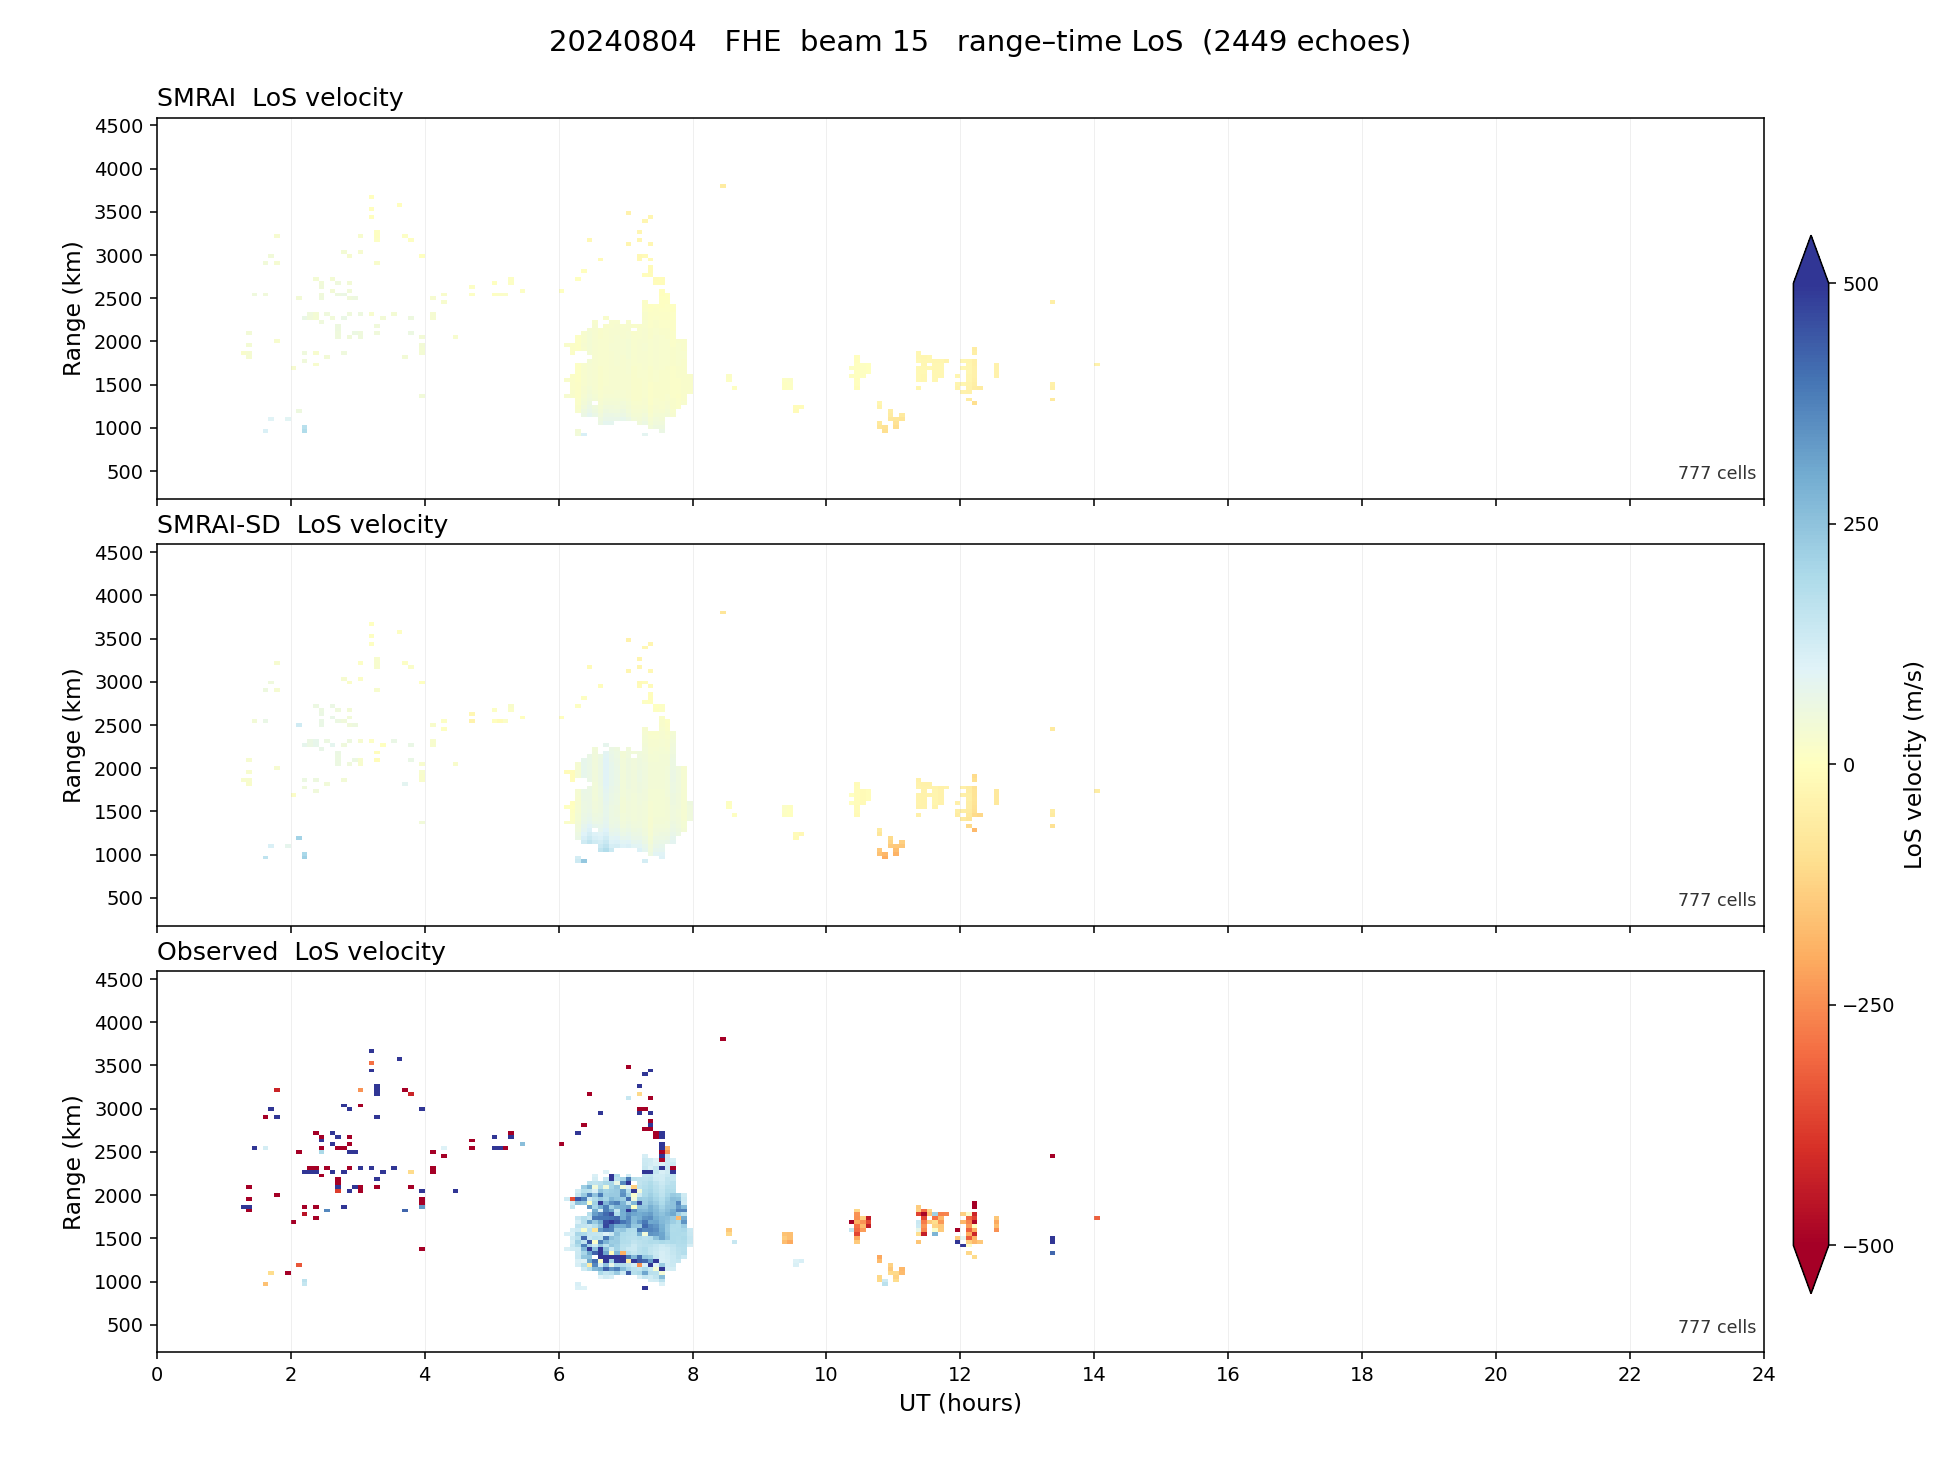 20240804   FHE  beam 15   range–time LoS  (2449 echoes)
SMRAI  LoS velocity
4500
4000
3500
3000
2500
2000
1500
1000
500
Range (km)
777 cells
SMRAI-SD  LoS velocity
4500
4000
3500
3000
2500
2000
1500
1000
500
Range (km)
777 cells
Observed  LoS velocity
4500
4000
3500
3000
2500
2000
1500
1000
500
Range (km)
777 cells
0 2 4 6 8 10 12 14 16 18 20 22 24
UT (hours)
500
250
0
−250
−500
LoS velocity (m/s)